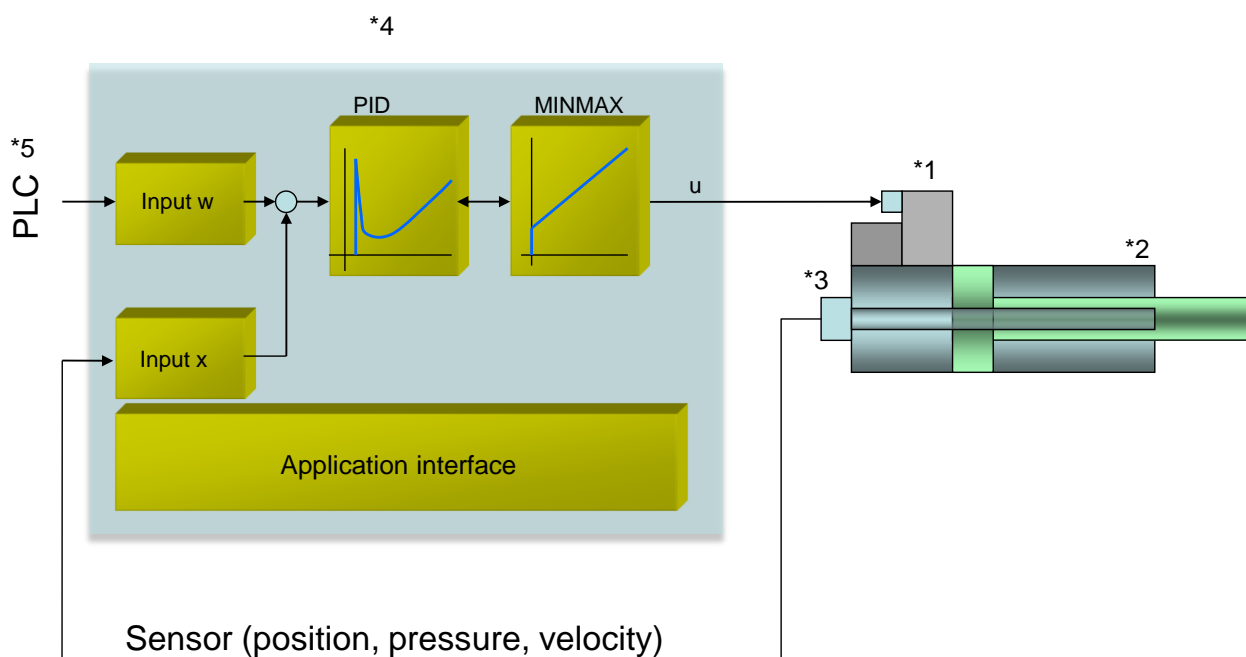 *4
PID
MINMAX
*5
PLC
Input w
u
*1
*2
*3
Input x
Application interface
Sensor (position, pressure, velocity)